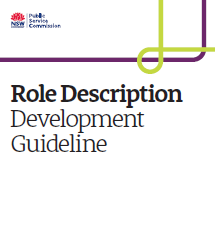 NSW
Public
Service
Commission
Role Description
Development
Guideline